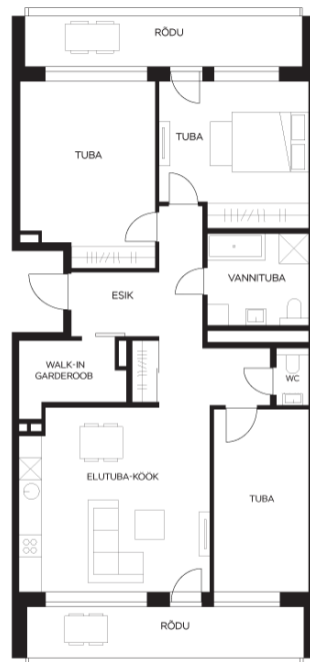 RÕDU
TUBA
TUBA
VANNITUBA
ESIK
WALK-IN
GARDEROOB
WC
ELUTUBA-KÖÖK
TUBA
RÕDU